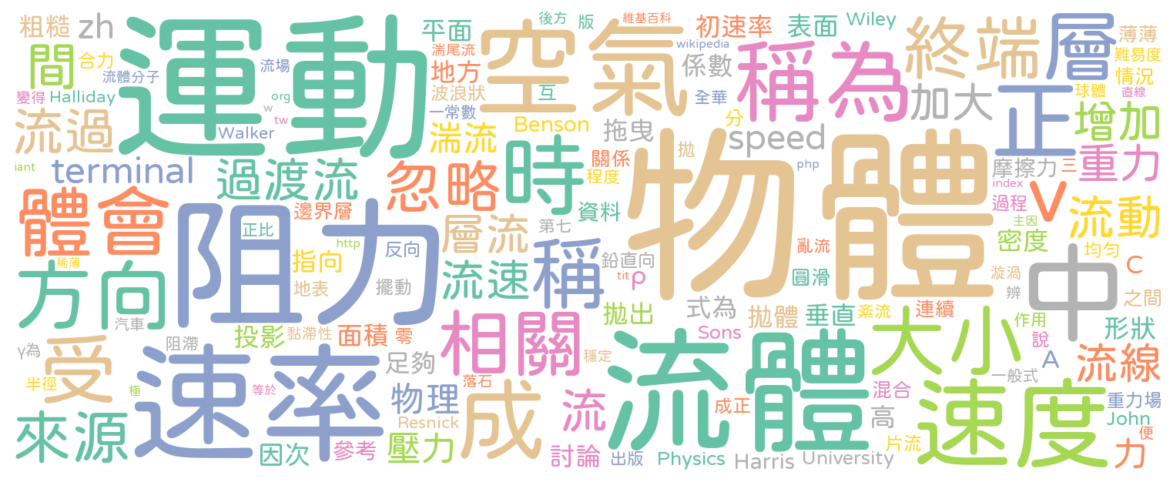 粗糙 zh 運動 平面 空氣 後方 版 維基百科 初速率 表面 Wiley 終端 層 薄薄
間 合力 流體分子 湍尾流 流場 地方 wikipedia 係數 稱為 難易度 情況
變得 Halliday org 波浪狀 一常數 互 全華 加大 正 球體 直線
流過 w tw Walker 湍流 Benson 拖曳 分 speed 增加
iant terminal 過渡流 忽略 時 關係 程度 拋 物體 php 摩擦力 三 重力
體會 邊界層 阻力 資料 index 過程 V 流動
正比 http 反向 層流 第七 亂流 主因 密度 均勻
方向 稀薄 指向 地表 擺動 流速 稱 鉛直向 tit ρ 圓滑 漩渦 辨 中 C 之間
汽車 投影 黏滯性 面積 零 相關 拋出 式為 Sons 拋體 垂直 紊流 連續 大小 作用 說 形狀
γ為 受 阻滯 速率 足夠 流體 一般式 A 流線
半徑 極 等於 穩定 落石 物理 成 流 成正 混合 速度 重力場
來源 因次 參考 壓力 Resnick 討論 出版 Physics Harris University 高 片流 John 便 力